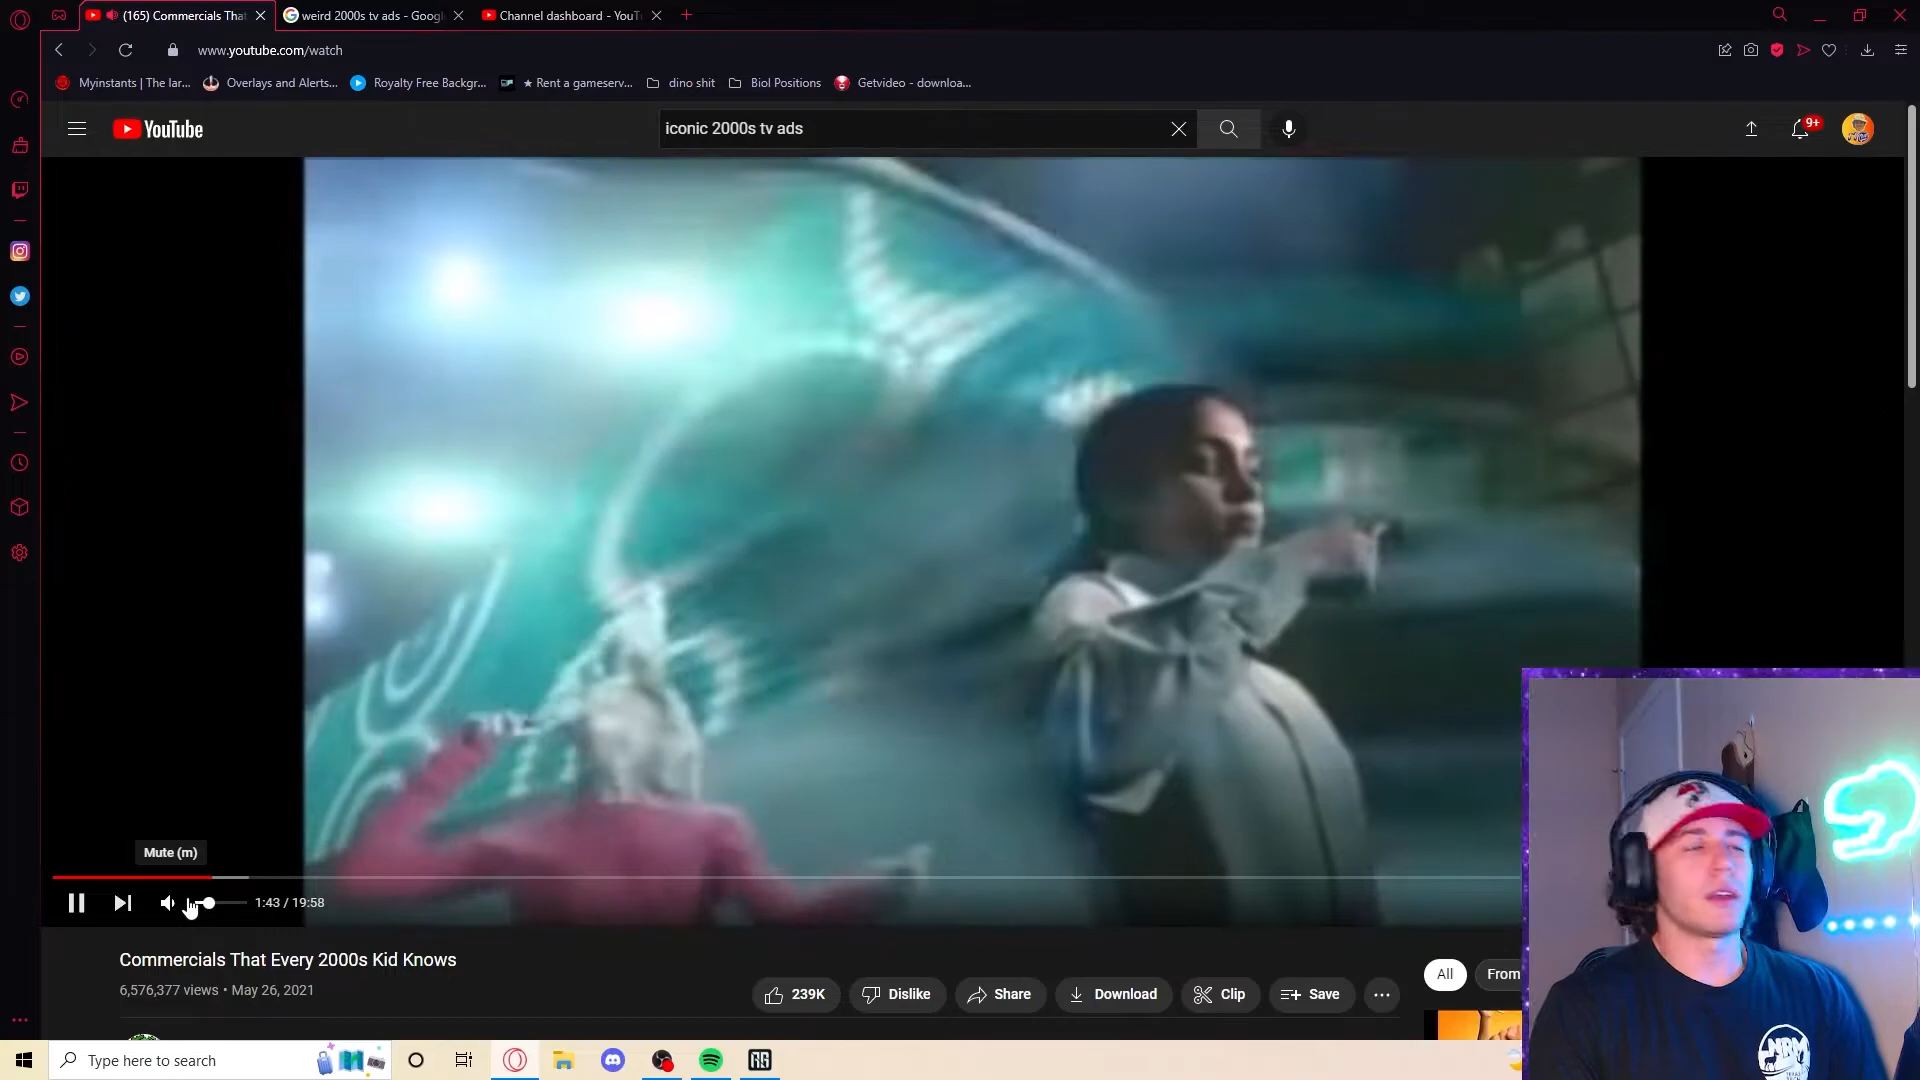 (165) Commercials That
weird 2000s tv ads - Googl
Channel dashboard - YouTu
www.youtube.com/watch
Myinstants | The lar...
Overlays and Alerts...
Royalty Free Backgr...
★ Rent a gameserv...
dino shit
Biol Positions
Getvideo - downloa...
YouTube
iconic 2000s tv ads
9+
Mute (m)
1:43 / 19:58
Commercials That Every 2000s Kid Knows
6,576,377 views • May 26, 2021
239K
Dislike
Share
Download
Clip
Save
All
From
Type here to search
NRM